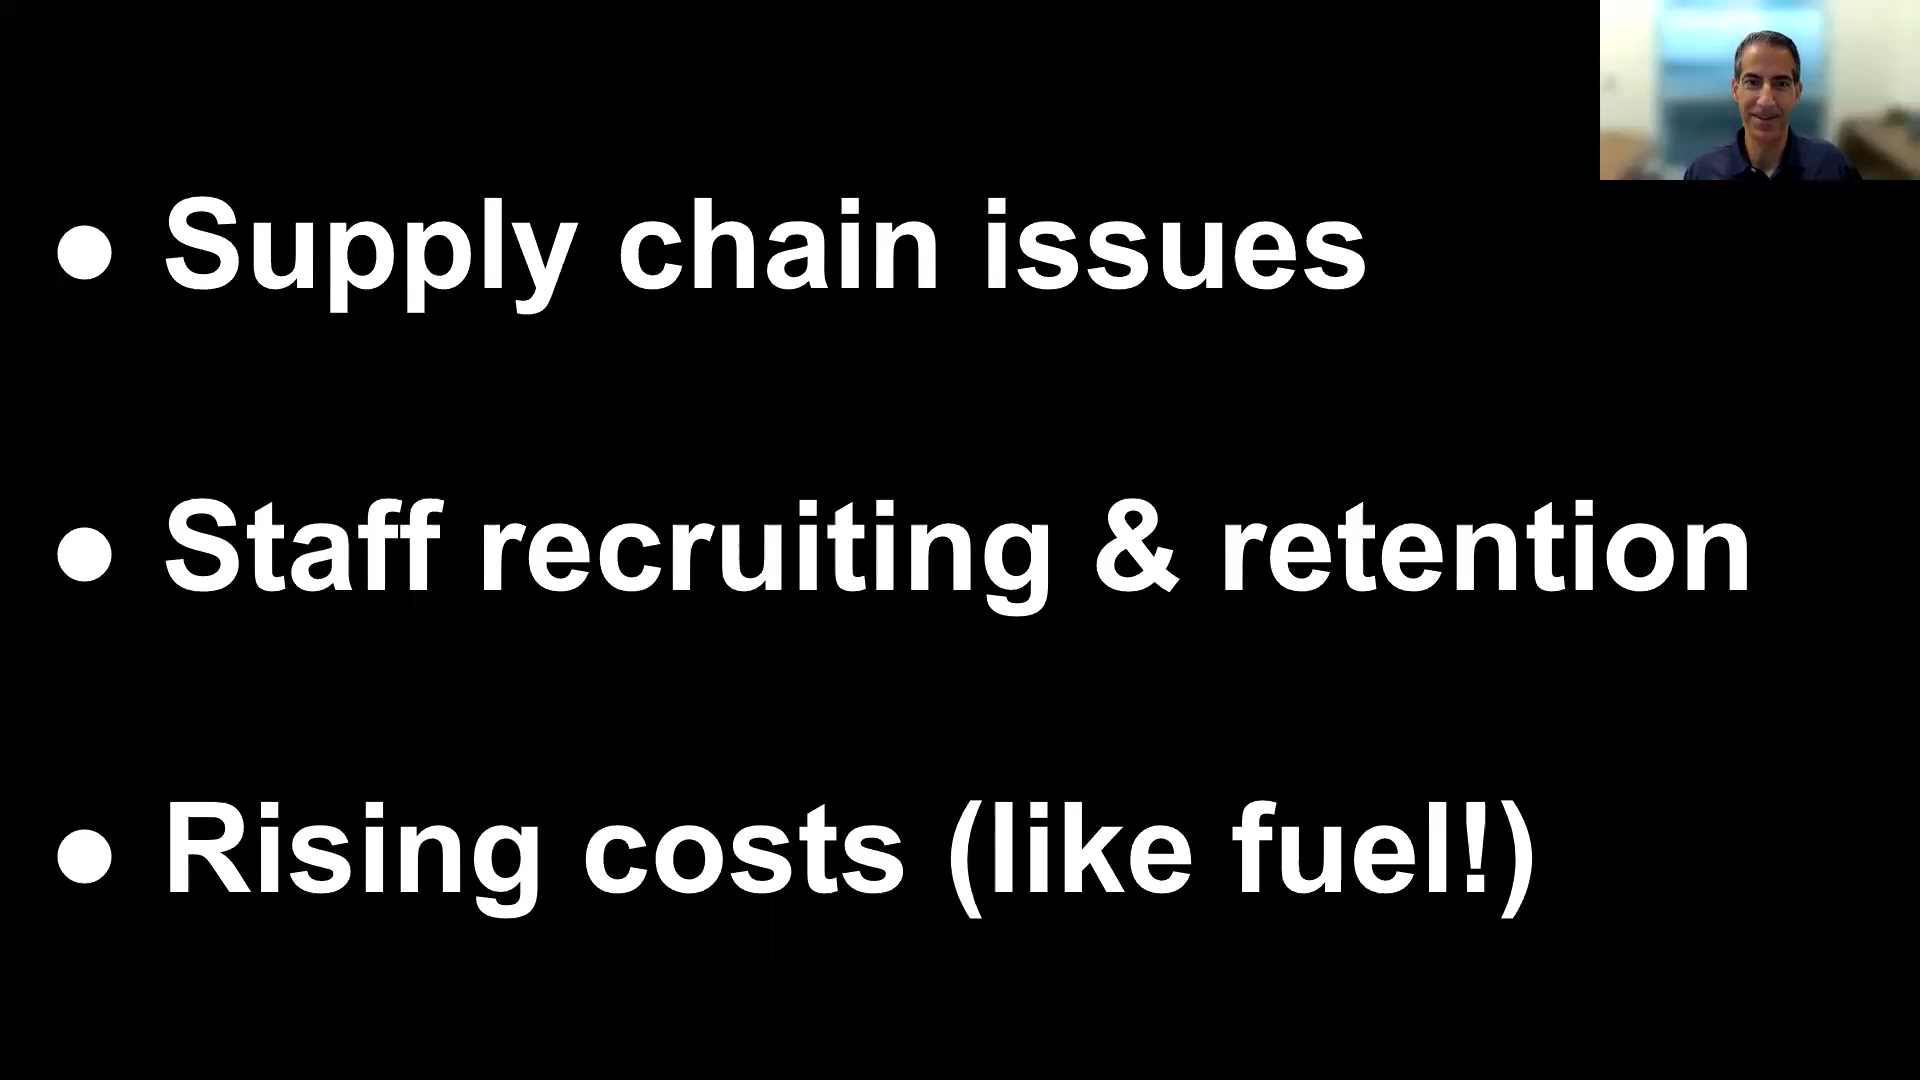 ● Supply chain issues
● Staff recruiting & retention
● Rising costs (like fuel!)